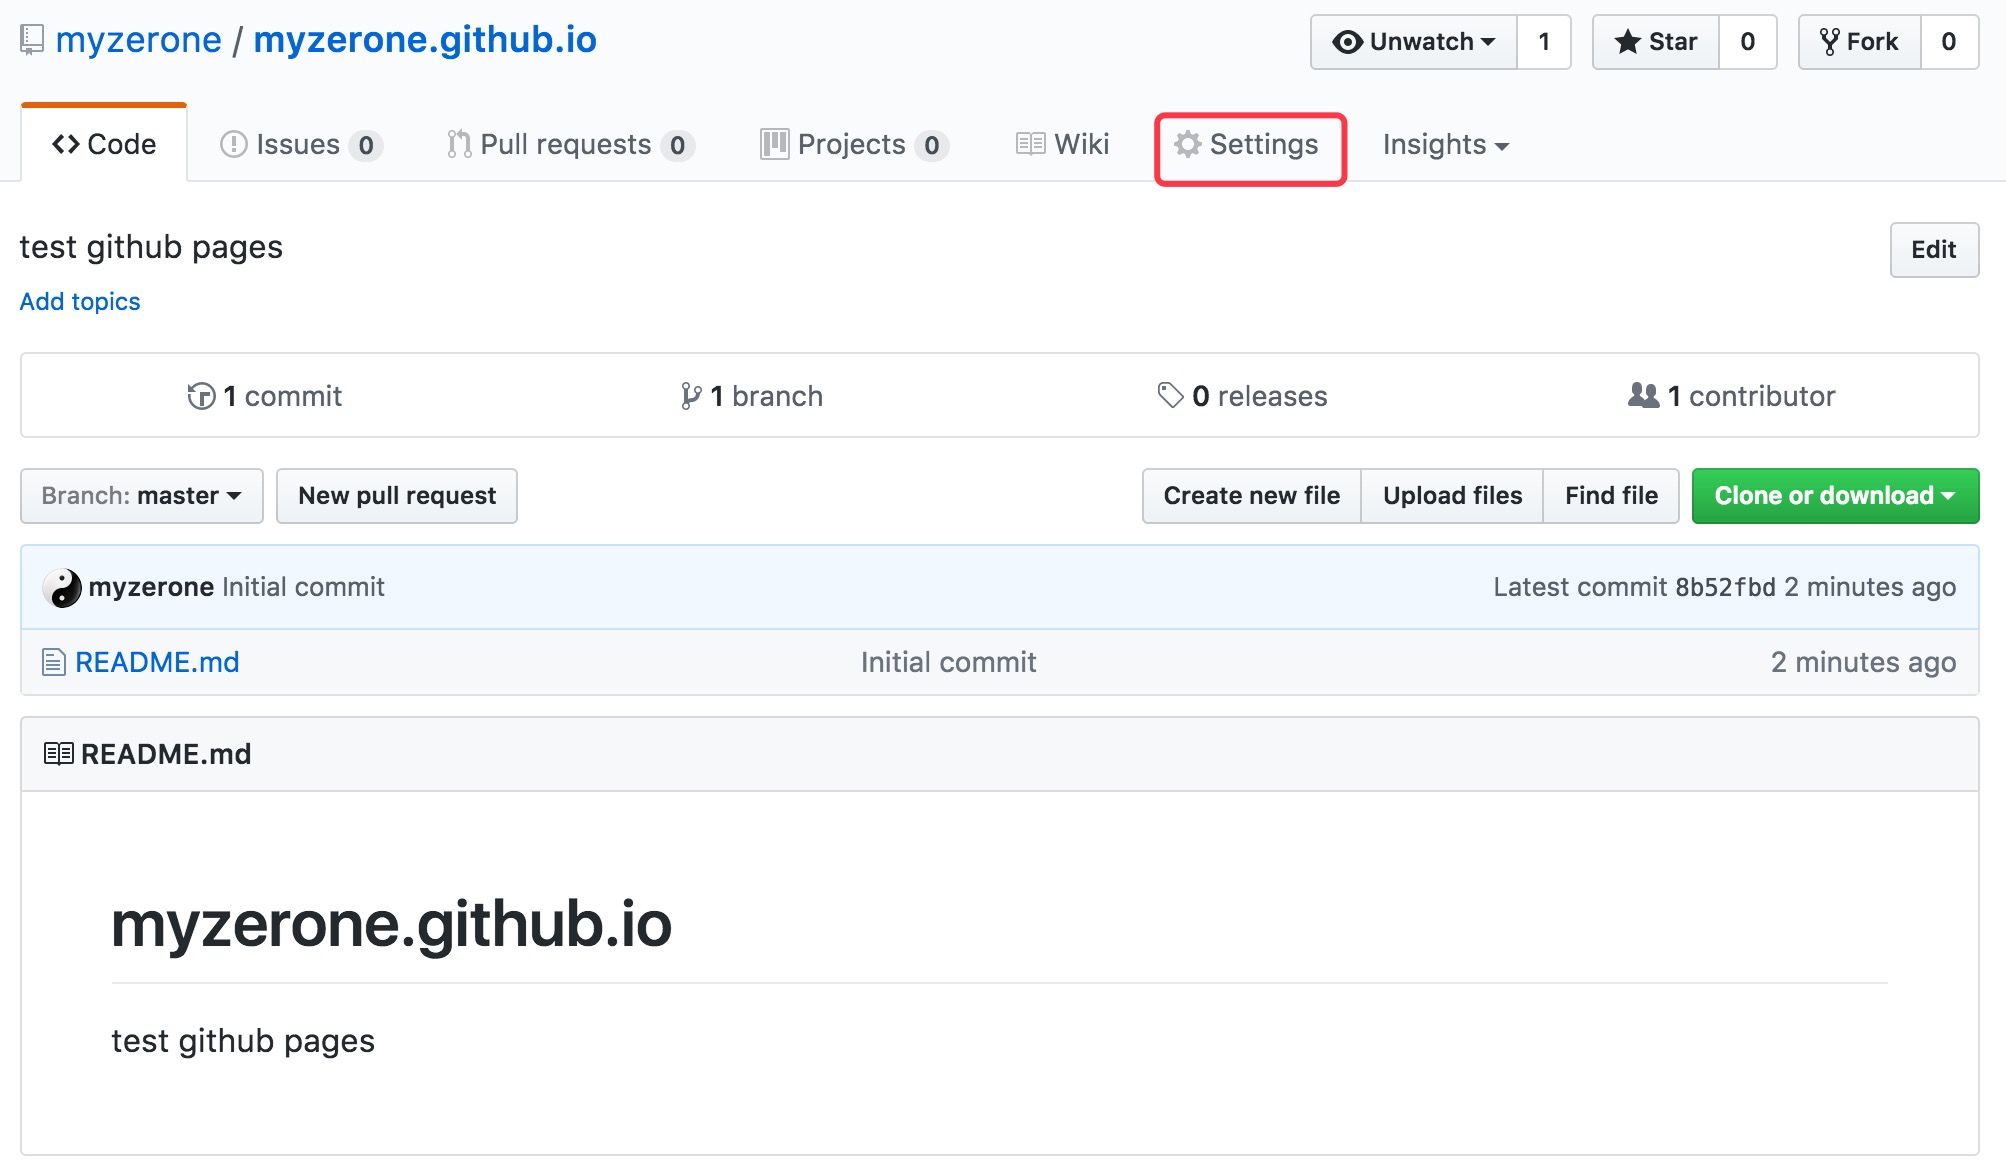 myzerone / myzerone.github.io Unwatch 1 Star 0 Fork 0
Code Issues 0 Pull requests 0 Projects 0 Wiki Settings Insights
test github pages Edit
Add topics
1 commit 1 branch 0 releases 1 contributor
Branch: master New pull request Create new file Upload files Find file Clone or download
myzerone Initial commit Latest commit 8b52fbd 2 minutes ago
README.md Initial commit 2 minutes ago
README.md
myzerone.github.io
test github pages